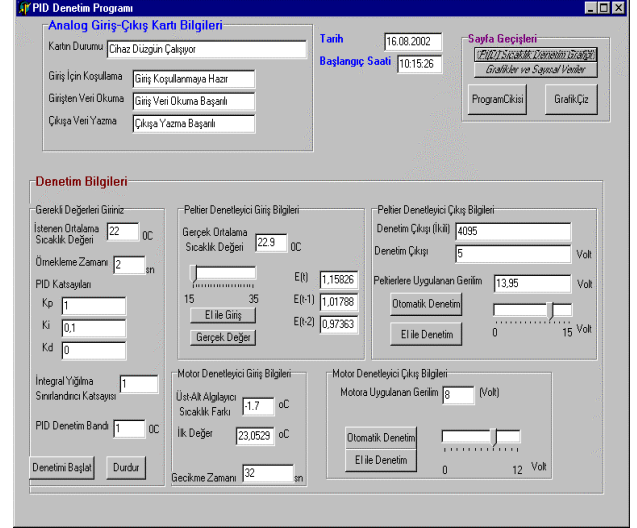 PID Denetim Programı
Analog Giriş-Çıkış Kartı Bilgileri
Kartın Durumu Cihaz Düzgün Çalışıyor
Giriş İçin Koşullama Giriş Koşullanmaya Hazır
Girişten Veri Okuma Giriş Veri Okuma Başarılı
Çıkışa Veri Yazma Çıkışa Yazma Başarılı
Tarih 16.08.2002
Başlangıç Saati 10:15:26
Sayfa Geçişleri
P(I(D) Sıcaklık Denetim Grafiği
Grafikler ve Sayısal Veriler
ProgramCikisi GrafikÇiz
Denetim Bilgileri
Gerekli Değerleri Giriniz
İstenen Ortalama
Sıcaklık Değeri 22 0C
Örnekleme Zamanı 2 sn
PID Katsayıları
Kp 1
Ki 0,1
Kd 0
İntegral Yığılma
Sınırlandırıcı Katsayısı 1
PID Denetim Bandı 1 0C
Denetimi Başlat Durdur
Peltier Denetleyici Giriş Bilgileri
Gerçek Ortalama
Sıcaklık Değeri 22.9 0C
15 35
El ile Giriş
Gerçek Değer
E(t) 1,15826
E(t-1) 1,01788
E(t-2) 0,97363
Peltier Denetleyici Çıkış Bilgileri
Denetim Çıkışı (İkili) 4095
Denetim Çıkışı 5 Volt
Peltierlere Uygulanan Gerilim 13,95 Volt
Otomatik Denetim
El ile Denetim
0 15 Volt
Motor Denetleyici Giriş Bilgileri
Üst-Alt Algılayıcı
Sıcaklık Farkı -1.7 oC
İlk Değer 23,0529 oC
Gecikme Zamanı 32 sn
Motor Denetleyici Çıkış Bilgileri
Motora Uygulanan Gerilim 8 (Volt)
Otomatik Denetim
El ile Denetim
0 12 Volt